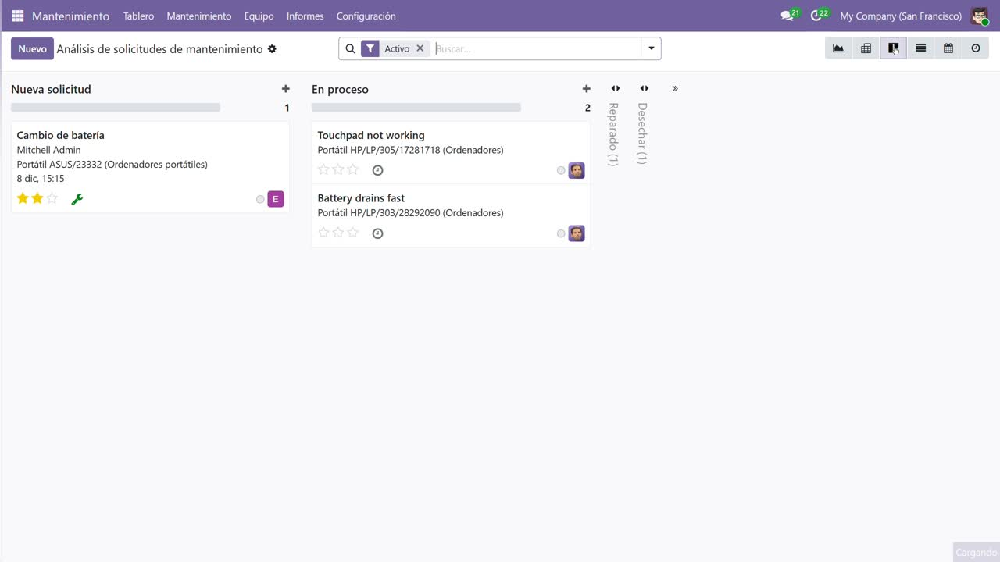 Mantenimiento Tablero Mantenimiento Equipo Informes Configuración 21 22 My Company (San Francisco)
Nuevo Análisis de solicitudes de mantenimiento Activo Buscar...
Nueva solicitud
1
Cambio de batería
Mitchell Admin
Portátil ASUS/23332 (Ordenadores portátiles)
8 dic, 15:15
E
En proceso
2
Touchpad not working
Portátil HP/LP/305/17281718 (Ordenadores)
Battery drains fast
Portátil HP/LP/303/28292090 (Ordenadores)
Reparado (1)
Desechar (1)
Cargando